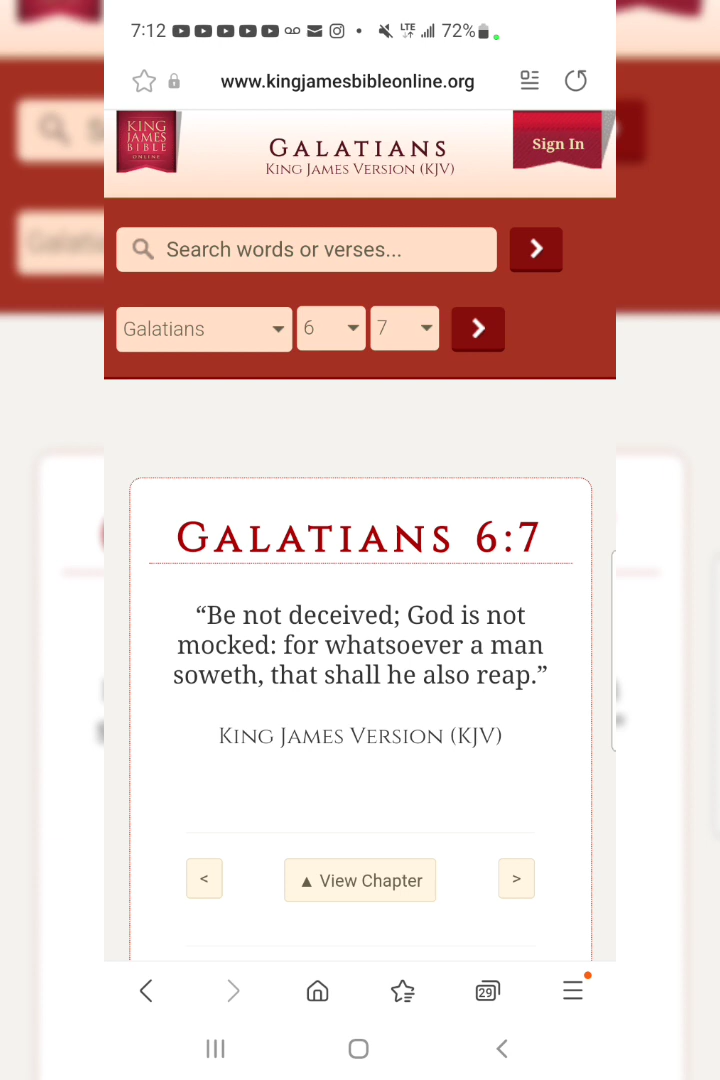 7:12 LTE 72%
www.kingjamesbibleonline.org
KING
JAMES
BIBLE
ONLINE
GALATIANS
KING JAMES VERSION (KJV)
Sign In
Search words or verses...
Galatians 6 7
GALATIANS 6:7
“Be not deceived; God is not
mocked: for whatsoever a man
soweth, that shall he also reap.”
KING JAMES VERSION (KJV)
< ▲ View Chapter >
29